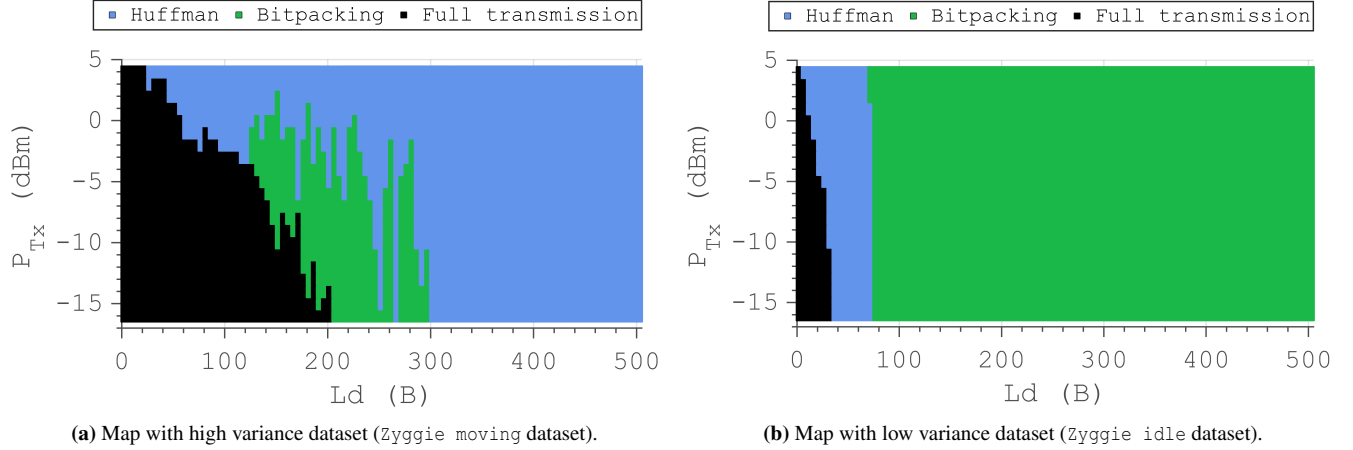 Huffman Bitpacking Full transmission
5
0
-5
-10
-15
P_Tx (dBm)
0 100 200 300 400 500
Ld (B)
(a) Map with high variance dataset (Zyggie moving dataset).
Huffman Bitpacking Full transmission
5
0
-5
-10
-15
P_Tx (dBm)
0 100 200 300 400 500
Ld (B)
(b) Map with low variance dataset (Zyggie idle dataset).